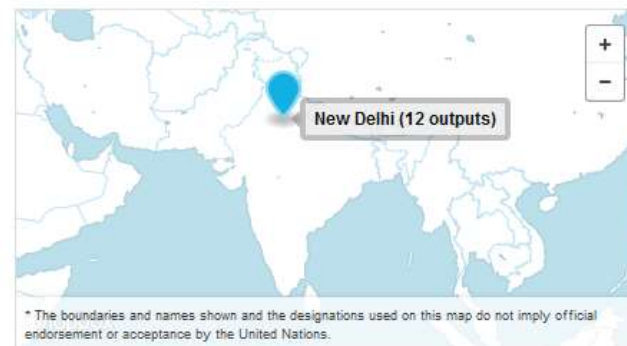 +
−
New Delhi (12 outputs)
* The boundaries and names shown and the designations used on this map do not imply official
endorsement or acceptance by the United Nations.